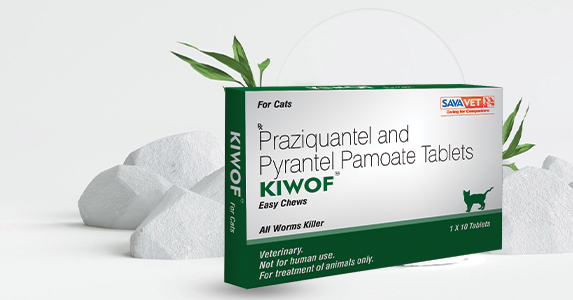 For Cats
SAVAVET
Caring for Companions
Rx
Praziquantel and
Pyrantel Pamoate Tablets
KIWOF®
Easy Chews
All Worms Killer
1 X 10 Tablets
Veterinary.
Not for human use.
For treatment of animals only.
KIWOF®
For Cats